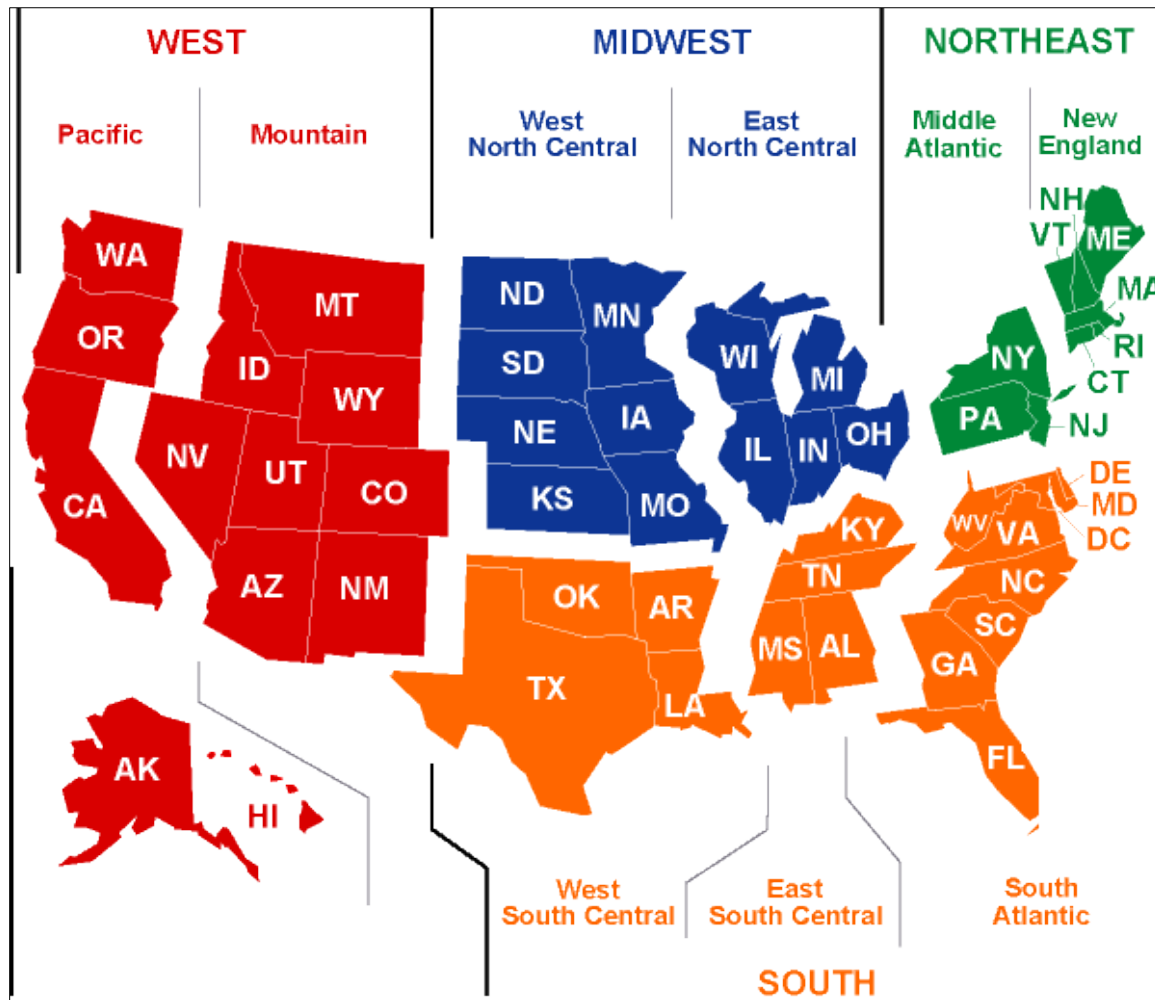 WEST
MIDWEST
NORTHEAST
Pacific
Mountain
West
North Central
East
North Central
Middle
Atlantic
New
England
WA
OR
CA
MT
ID
WY
NV
UT
CO
AZ
NM
AK
HI
ND
SD
NE
KS
MN
IA
MO
WI
MI
IL
IN
OH
NH
VT
ME
MA
RI
CT
NY
PA
NJ
OK
AR
TX
LA
KY
TN
MS
AL
DE
MD
DC
WV
VA
NC
SC
GA
FL
West
South Central
East
South Central
South
Atlantic
SOUTH